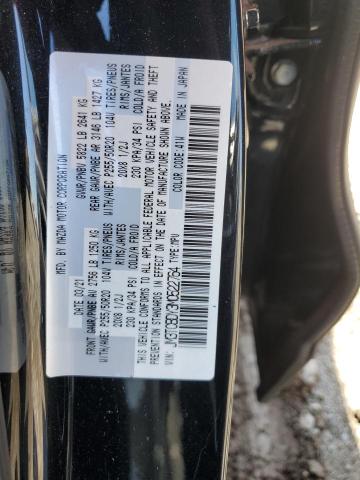 MFD. BY MAZDA MOTOR CORPORATION
GVWR/PNBV 5822 LB 2641 KG
DATE 03/21
FRONT GAWR/PNBE AV 2756 LB 1250 KG
REAR GAWR/PNBE AR 3146 LB 1427 KG
WITH/AVEC P255/50R20 104V TIRES/PNEUS
WITH/AVEC P255/50R20 104V TIRES/PNEUS
20X8 1/2J RIMS/JANTES
20X8 1/2J RIMS/JANTES
230 KPA/34 PSI COLD/A FROID
230 KPA/34 PSI COLD/A FROID
THIS VEHICLE CONFORMS TO ALL APPLICABLE FEDERAL MOTOR VEHICLE SAFETY AND THEFT
PREVENTION STANDARDS IN EFFECT ON THE DATE OF MANUFACTURE SHOWN ABOVE.
VIN: TYPE:MPV
COLOR CODE:41W MADE IN JAPAN